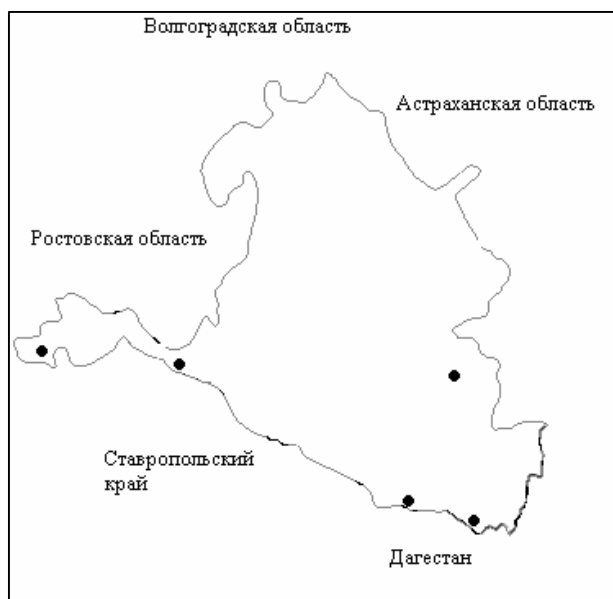 Волгоградская область
Астраханская область
Ростовская область
Ставропольский
край
Дагестан